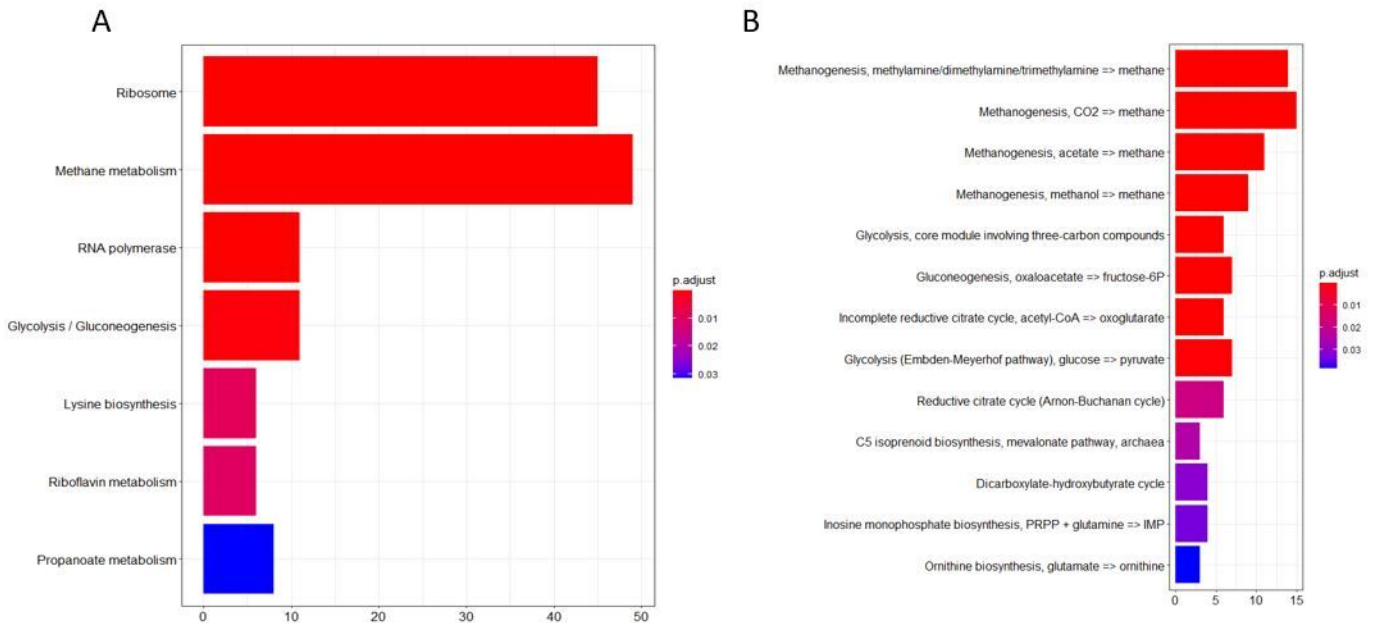 A
Ribosome
Methane metabolism
RNA polymerase
Glycolysis / Gluconeogenesis
Lysine biosynthesis
Riboflavin metabolism
Propanoate metabolism
0 10 20 30 40 50
p.adjust
0.01
0.02
0.03
B
Methanogenesis, methylamine/dimethylamine/trimethylamine => methane
Methanogenesis, CO2 => methane
Methanogenesis, acetate => methane
Methanogenesis, methanol => methane
Glycolysis, core module involving three-carbon compounds
Gluconeogenesis, oxaloacetate => fructose-6P
Incomplete reductive citrate cycle, acetyl-CoA => oxoglutarate
Glycolysis (Embden-Meyerhof pathway), glucose => pyruvate
Reductive citrate cycle (Arnon-Buchanan cycle)
C5 isoprenoid biosynthesis, mevalonate pathway, archaea
Dicarboxylate-hydroxybutyrate cycle
Inosine monophosphate biosynthesis, PRPP + glutamine => IMP
Ornithine biosynthesis, glutamate => ornithine
0 5 10 15
p.adjust
0.01
0.02
0.03